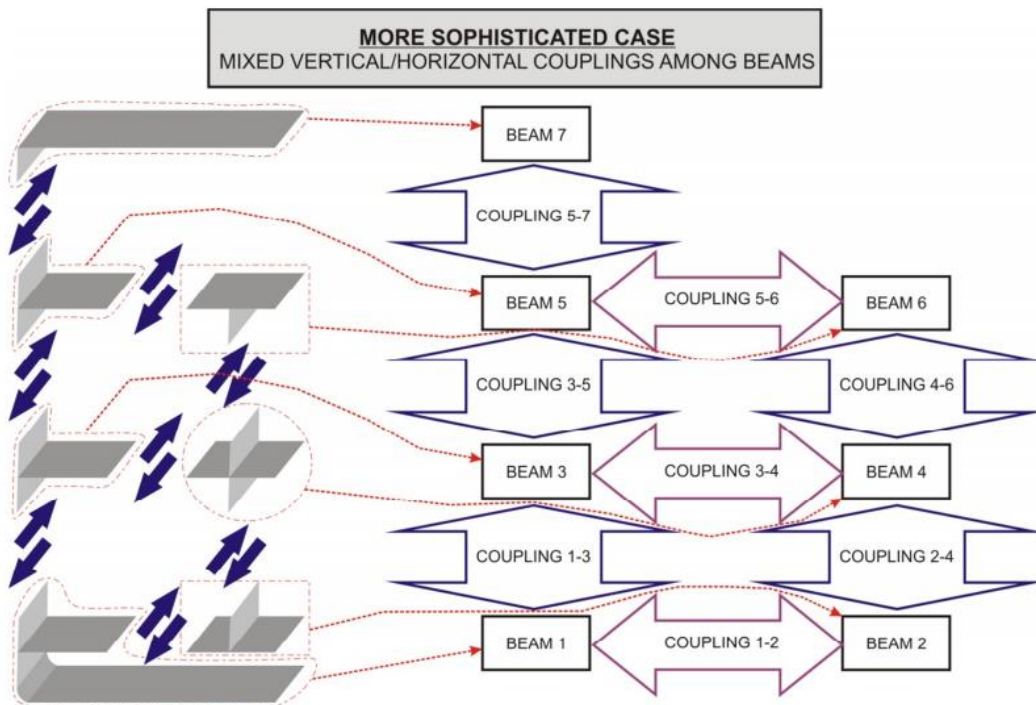 MORE SOPHISTICATED CASE
MIXED VERTICAL/HORIZONTAL COUPLINGS AMONG BEAMS
BEAM 7
COUPLING 5-7
BEAM 5
COUPLING 5-6
BEAM 6
COUPLING 3-5
COUPLING 4-6
BEAM 3
COUPLING 3-4
BEAM 4
COUPLING 1-3
COUPLING 2-4
BEAM 1
COUPLING 1-2
BEAM 2